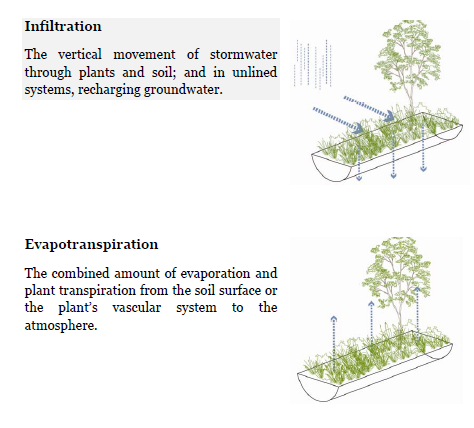 Infiltration
The vertical movement of stormwater
through plants and soil; and in unlined
systems, recharging groundwater.
Evapotranspiration
The combined amount of evaporation and
plant transpiration from the soil surface or
the plant's vascular system to the
atmosphere.